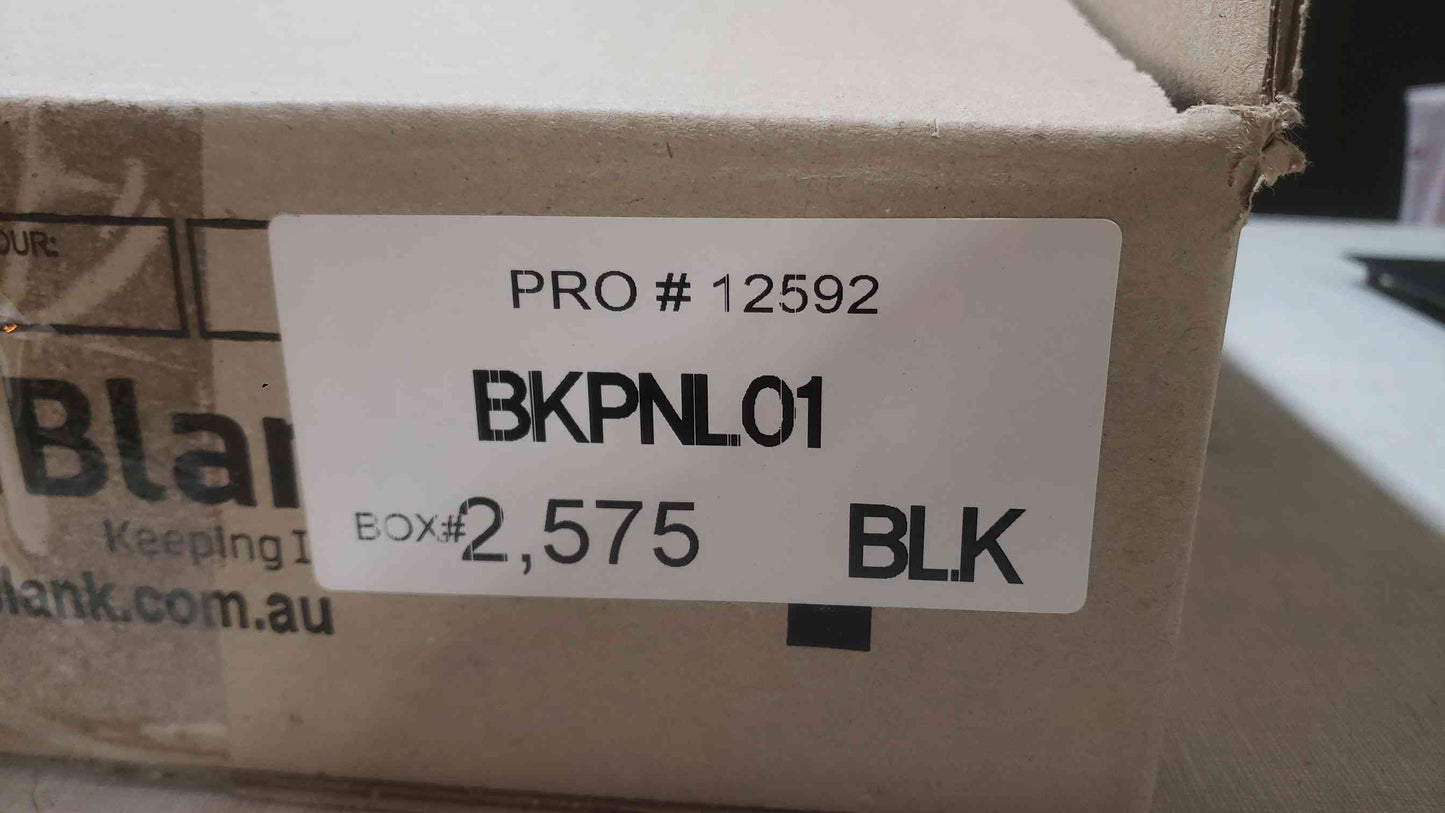 OUR:
PRO # 12592
BKPNL01
BOX#2,575 BLK
Blan
Keeping I
lank.com.au